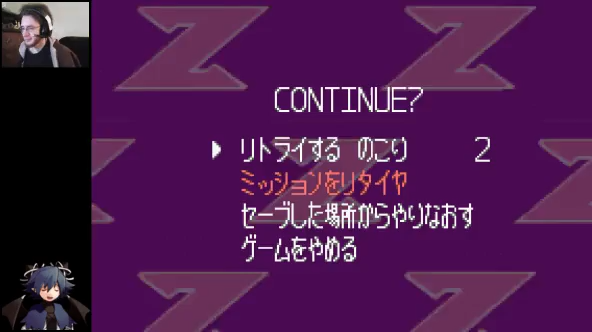 CONTINUE?
リトライする のこり 2
ミッションをリタイヤ
セーブした場所からやりなおす
ゲームをやめる